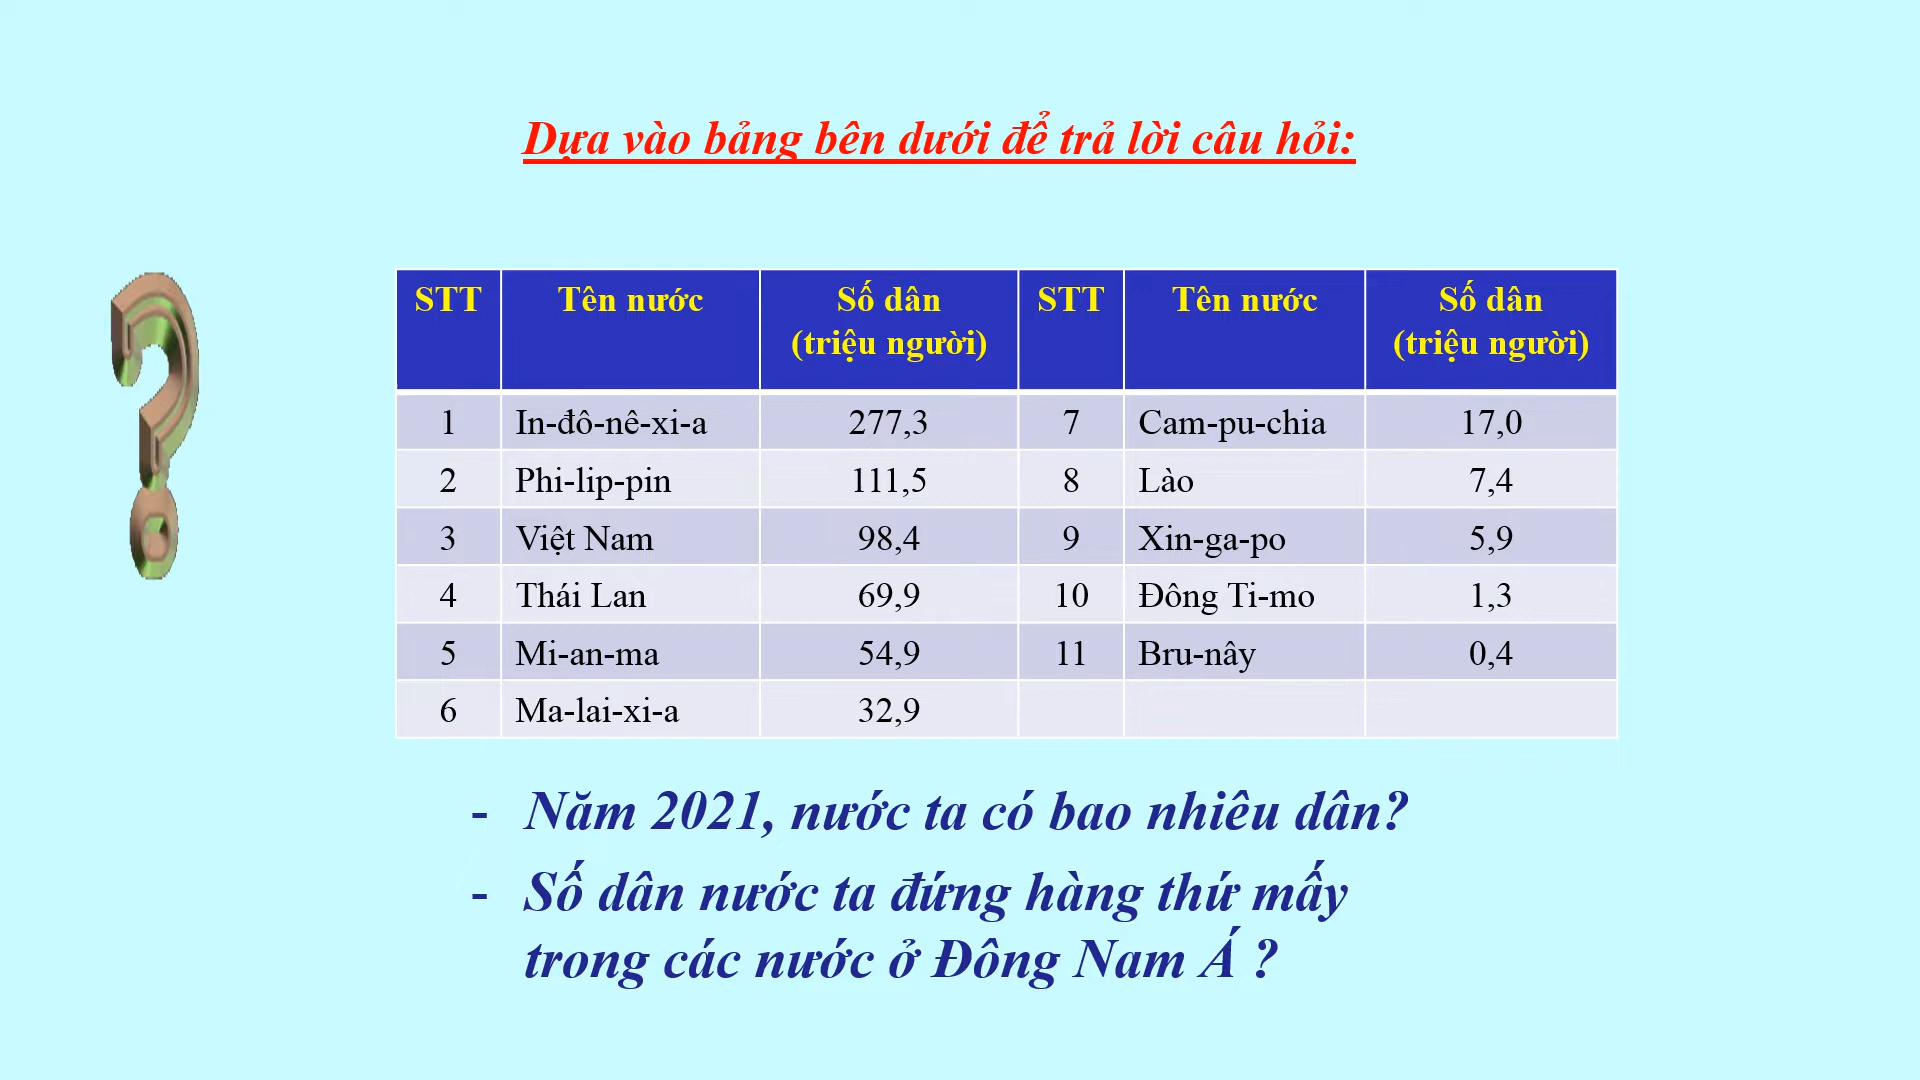 Dựa vào bảng bên dưới để trả lời câu hỏi:
STT Tên nước Số dân (triệu người) STT Tên nước Số dân (triệu người)
1 In-đô-nê-xi-a 277,3 7 Cam-pu-chia 17,0
2 Phi-lip-pin 111,5 8 Lào 7,4
3 Việt Nam 98,4 9 Xin-ga-po 5,9
4 Thái Lan 69,9 10 Đông Ti-mo 1,3
5 Mi-an-ma 54,9 11 Bru-nây 0,4
6 Ma-lai-xi-a 32,9
- Năm 2021, nước ta có bao nhiêu dân?
- Số dân nước ta đứng hàng thứ mấy
trong các nước ở Đông Nam Á ?